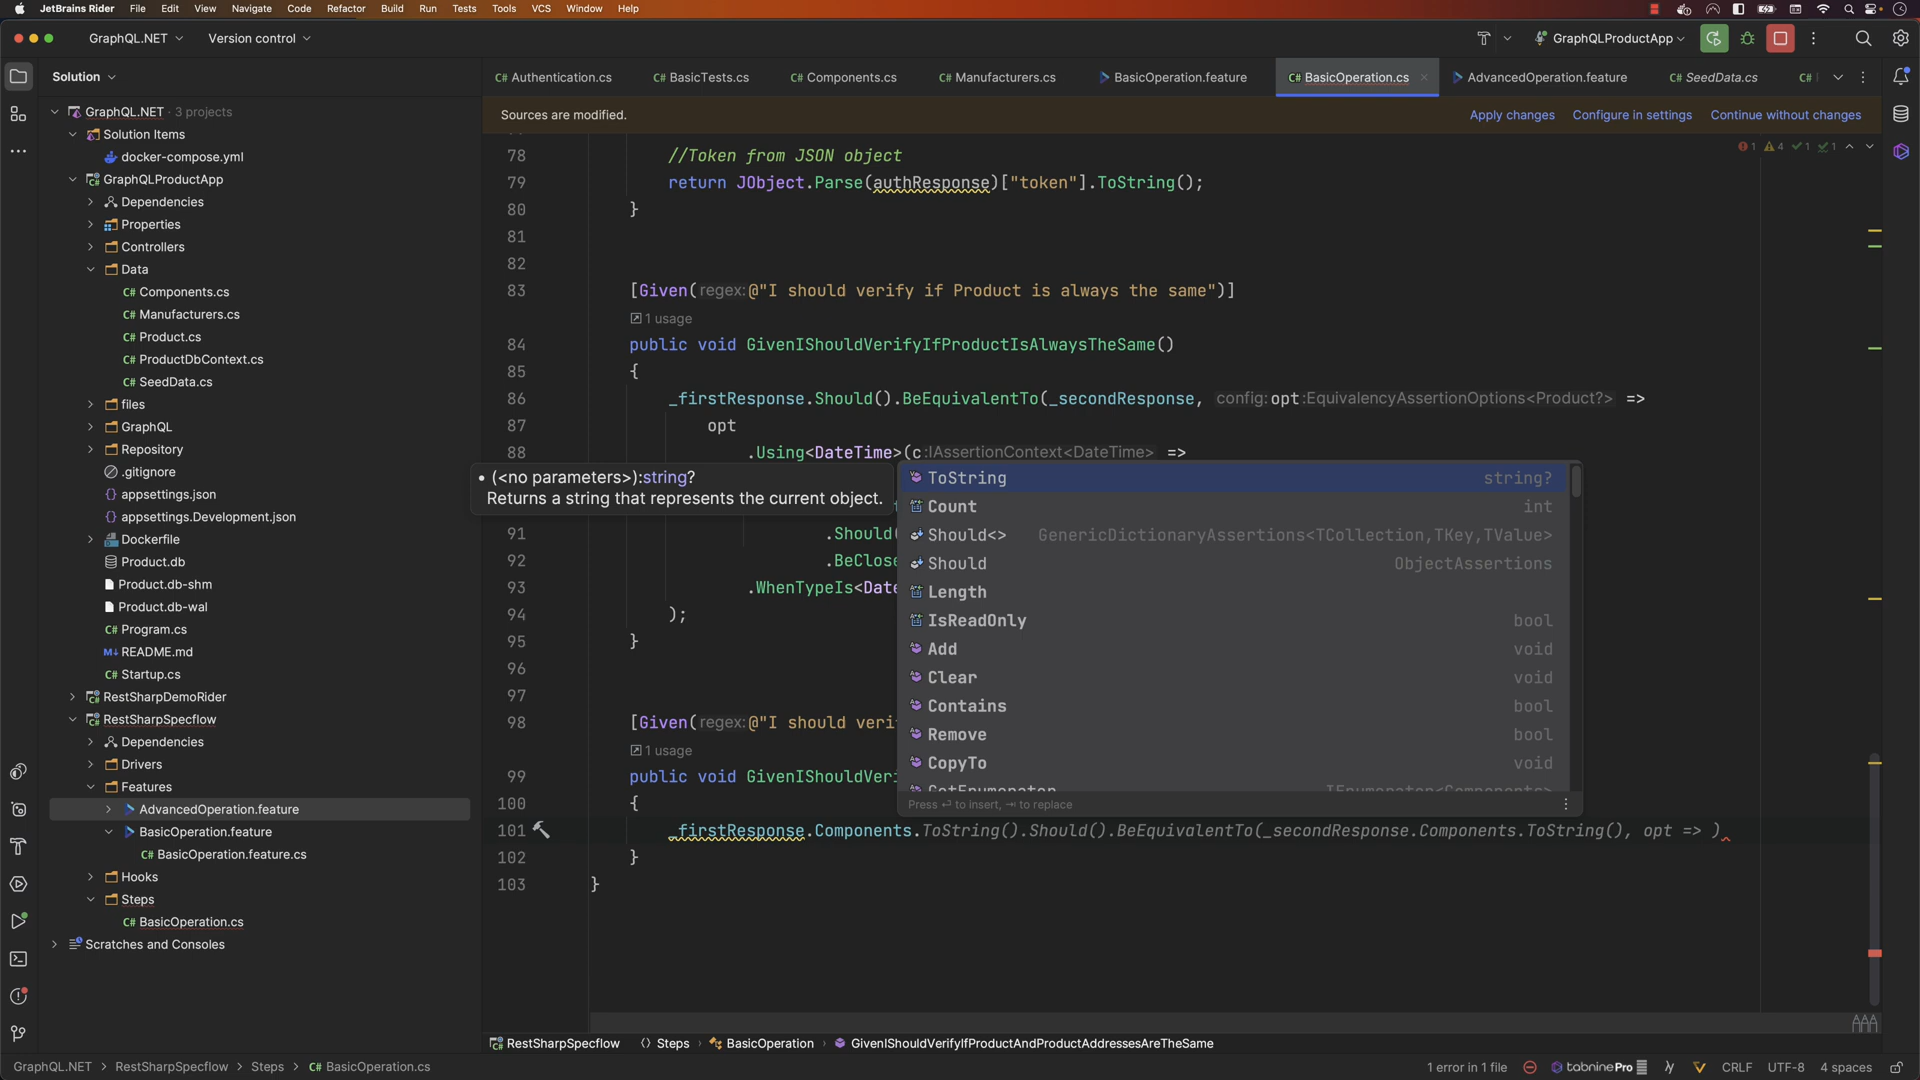 JetBrains Rider File Edit View Navigate Code Refactor Build Run Tests Tools VCS Window Help
GraphQL.NET Version control GraphQLProductApp
Solution
C# Authentication.cs C# BasicTests.cs C# Components.cs C# Manufacturers.cs BasicOperation.feature C# BasicOperation.cs AdvancedOperation.feature C# SeedData.cs C#
Sources are modified. Apply changes Configure in settings Continue without changes
GraphQL.NET · 3 projects
Solution Items
docker-compose.yml
GraphQLProductApp
Dependencies
Properties
Controllers
Data
C# Components.cs
C# Manufacturers.cs
C# Product.cs
C# ProductDbContext.cs
C# SeedData.cs
files
GraphQL
Repository
.gitignore
appsettings.json
appsettings.Development.json
Dockerfile
Product.db
Product.db-shm
Product.db-wal
C# Program.cs
M↓ README.md
C# Startup.cs
RestSharpDemoRider
RestSharpSpecflow
Dependencies
Drivers
Features
AdvancedOperation.feature
BasicOperation.feature
C# BasicOperation.feature.cs
Hooks
Steps
C# BasicOperation.cs
Scratches and Consoles
1 4 1 1
78 //Token from JSON object
79 return JObject.Parse(authResponse)["token"].ToString();
80 }
81
82
83 [Given( regex: @"I should verify if Product is always the same")]
1 usage
84 public void GivenIShouldVerifyIfProductIsAlwaysTheSame()
85 {
86 _firstResponse.Should().BeEquivalentTo(_secondResponse, config: opt :EquivalencyAssertionOptions<Product?> =>
87 opt
88 .Using<DateTime>(c :IAssertionContext<DateTime> =>
• (<no parameters>):string?
Returns a string that represents the current object.
91 .Should(
92 .BeClose
93 .WhenTypeIs<Date
94 );
95 }
96
97
98 [Given( regex: @"I should veri
1 usage
99 public void GivenIShouldVeri
100 {
101 _firstResponse.Components.ToString().Should().BeEquivalentTo(_secondResponse.Components.ToString(), opt => )
102 }
103 }
ToString string?
Count int
Should<> GenericDictionaryAssertions<TCollection,TKey,TValue>
Should ObjectAssertions
Length
IsReadOnly bool
Add void
Clear void
Contains bool
Remove bool
CopyTo void
GetEnumerator IEnumerator<Components>
Press ⏎ to insert, ⇥ to replace
RestSharpSpecflow Steps BasicOperation GivenIShouldVerifyIfProductAndProductAddressesAreTheSame
GraphQL.NET > RestSharpSpecflow > Steps > C# BasicOperation.cs 1 error in 1 file tabninePro CRLF UTF-8 4 spaces